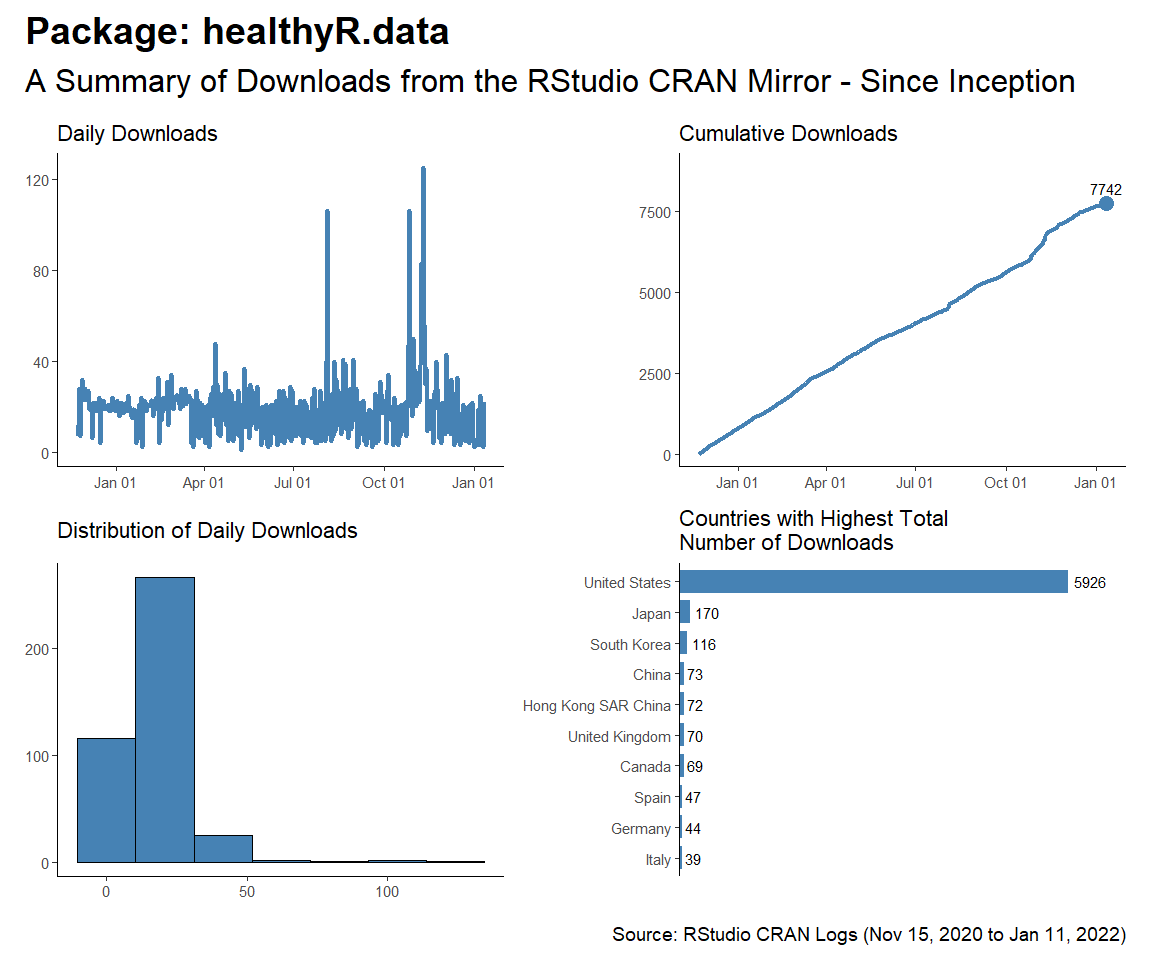 Package: healthyR.data
A Summary of Downloads from the RStudio CRAN Mirror - Since Inception
Daily Downloads
120
80
40
0
Jan 01 Apr 01 Jul 01 Oct 01 Jan 01
Cumulative Downloads
7742
7500
5000
2500
0
Jan 01 Apr 01 Jul 01 Oct 01 Jan 01
Distribution of Daily Downloads
200
100
0
0 50 100
Countries with Highest Total
Number of Downloads
United States 5926
Japan 170
South Korea 116
China 73
Hong Kong SAR China 72
United Kingdom 70
Canada 69
Spain 47
Germany 44
Italy 39
Source: RStudio CRAN Logs (Nov 15, 2020 to Jan 11, 2022)